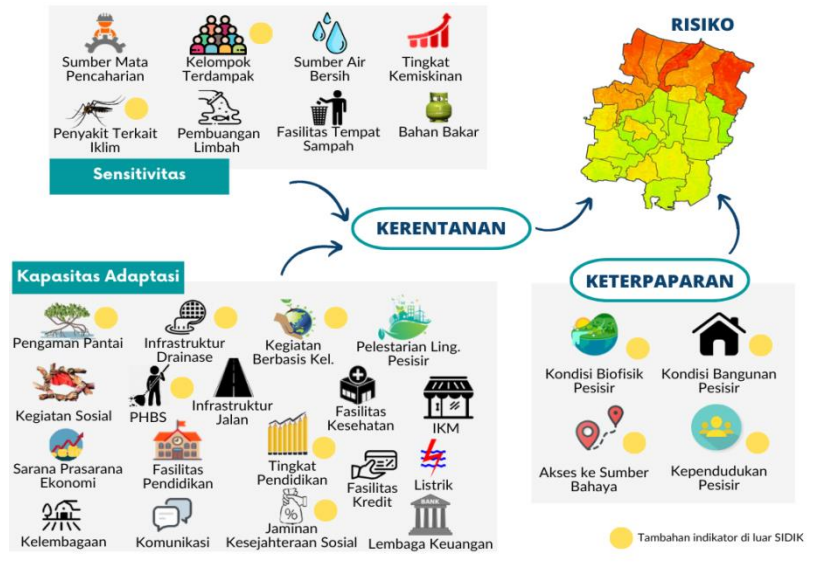 RISIKO
Sumber Mata
Pencaharian
Kelompok
Terdampak
Sumber Air
Bersih
Tingkat
Kemiskinan
Penyakit Terkait
Iklim
Pembuangan
Limbah
Fasilitas Tempat
Sampah
Bahan Bakar
Sensitivitas
KERENTANAN
Kapasitas Adaptasi
Pengaman Pantai
Infrastruktur
Drainase
Kegiatan
Berbasis Kel.
Pelestarian Ling.
Pesisir
Kegiatan Sosial
PHBS
Infrastruktur
Jalan
Fasilitas
Kesehatan
IKM
Sarana Prasarana
Ekonomi
Fasilitas
Pendidikan
Tingkat
Pendidikan
Fasilitas
Kredit
Listrik
Kelembagaan
Komunikasi
%
Jaminan
Kesejahteraan Sosial
BANK
Lembaga Keuangan
KETERPAPARAN
Kondisi Biofisik
Pesisir
Kondisi Bangunan
Pesisir
Akses ke Sumber
Bahaya
Kependudukan
Pesisir
Tambahan indikator di luar SIDIK